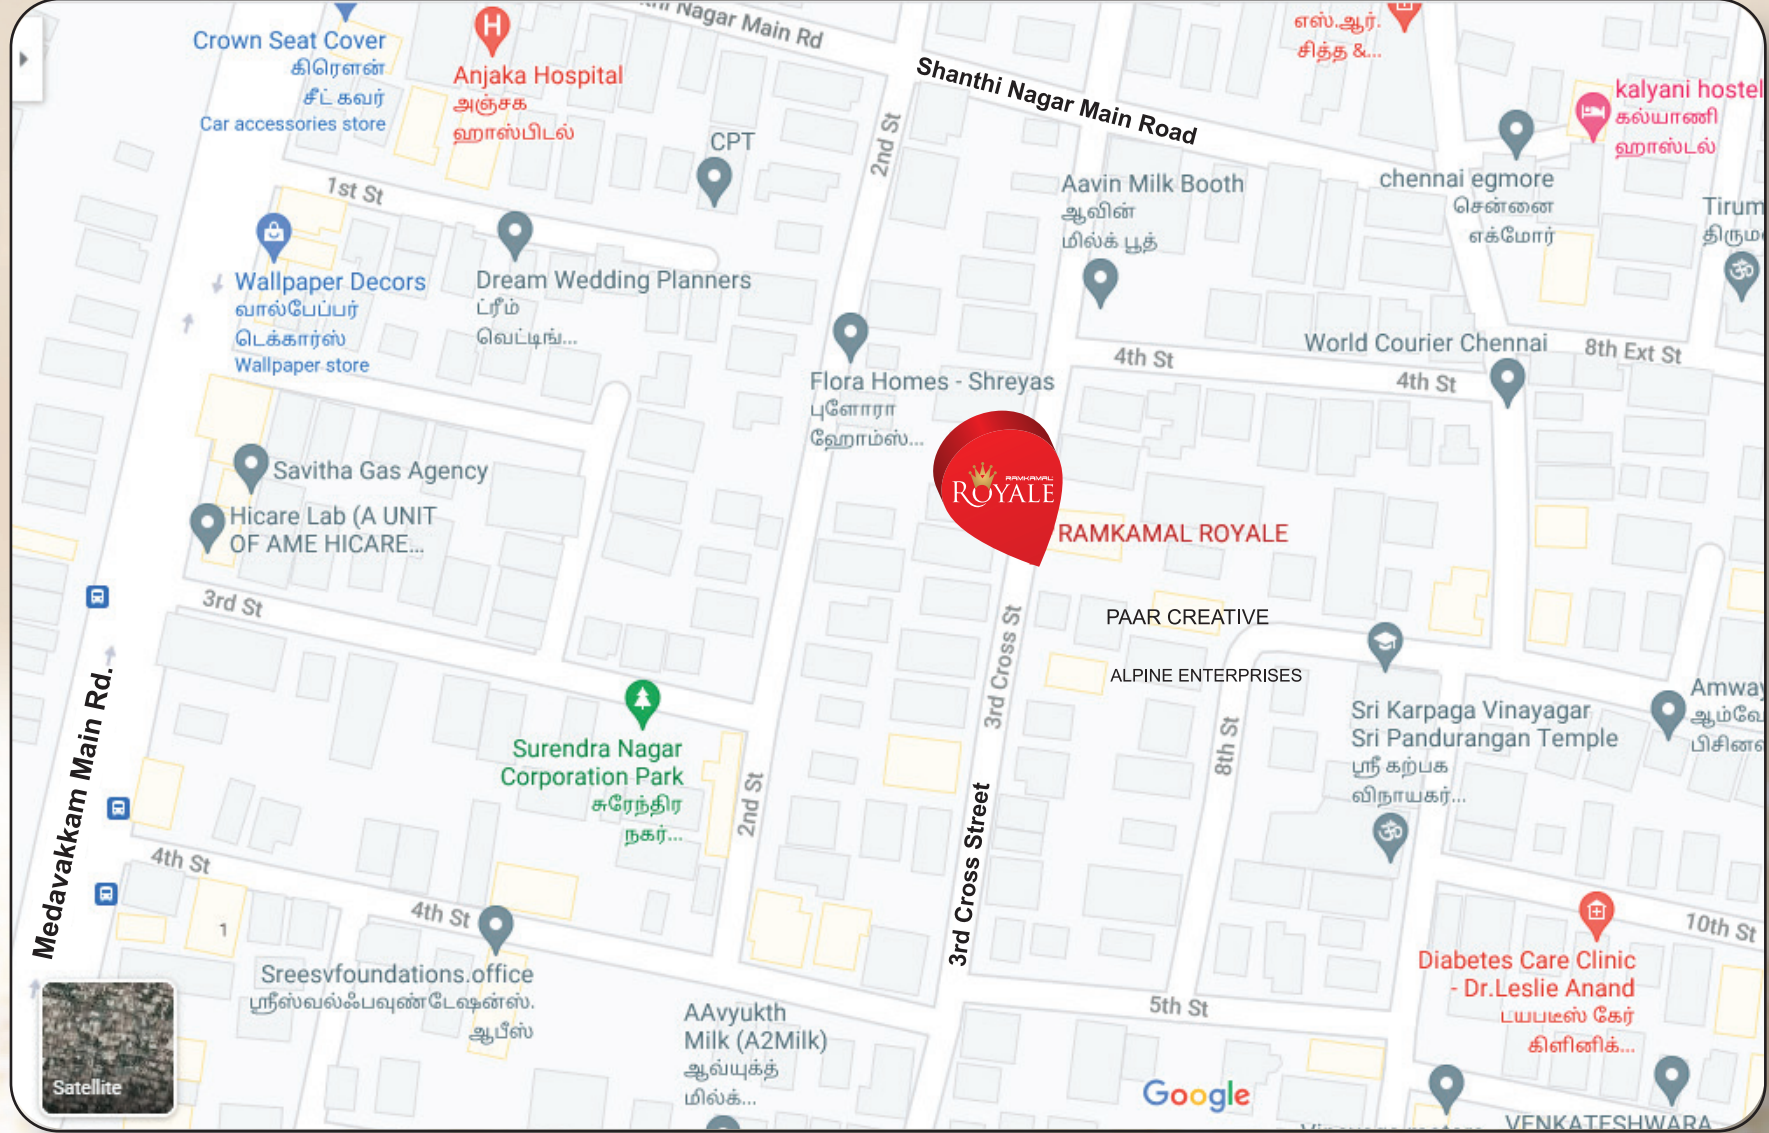 Nagar Main Rd
Crown Seat Cover
கிரௌன்
சீட் கவர்
Car accessories store
Anjaka Hospital
அஞ்சக
ஹாஸ்பிடல்
எஸ்.ஆர்.
சித்த &...
Shanthi Nagar Main Road
kalyani hostel
கல்யாணி
ஹாஸ்டல்
CPT
2nd St
chennai egmore
சென்னை
எக்மோர்
1st St
Aavin Milk Booth
ஆவின்
மில்க் பூத்
Tirum
Wallpaper Decors
வால்பேப்பர்
டெக்கார்ஸ்
Wallpaper store
Dream Wedding Planners
ட்ரீம்
வெட்டிங்...
World Courier Chennai
8th Ext St
4th St
4th St
Flora Homes - Shreyas
புளோரா
ஹோம்ஸ்...
Savitha Gas Agency
Hicare Lab (A UNIT
OF AME HICARE...
RAMKAMAL
ROYALE
RAMKAMAL ROYALE
3rd St
PAAR CREATIVE
3rd Cross St
ALPINE ENTERPRISES
Medavakkam Main Rd.
Surendra Nagar
Corporation Park
சுரேந்திர
நகர்...
2nd St
8th St
Sri Karpaga Vinayagar
Sri Pandurangan Temple
ஸ்ரீ கற்பக
விநாயகர்...
Amway
ஆம்வே
பிசின
3rd Cross Street
4th St
4th St
1
10th St
Sreesvfoundations.office
ஸ்ரீஸ்வல்ஃபவுண்டேஷன்ஸ்.
ஆபீஸ்
Diabetes Care Clinic
- Dr.Leslie Anand
டயபடீஸ் கேர்
கிளினிக்...
5th St
AAvyukth
Milk (A2Milk)
ஆவ்யுக்த்
மில்க்...
Satellite
Google
VENKATESHWARA